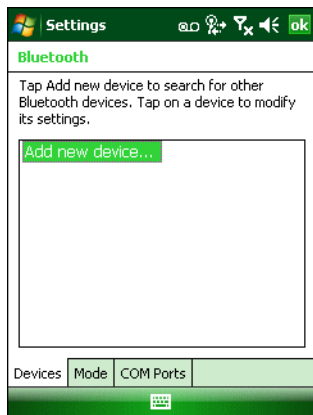 Settings
ok
Bluetooth
Tap Add new device to search for other
Bluetooth devices. Tap on a device to modify
its settings.
Add new device...
Devices Mode COM Ports